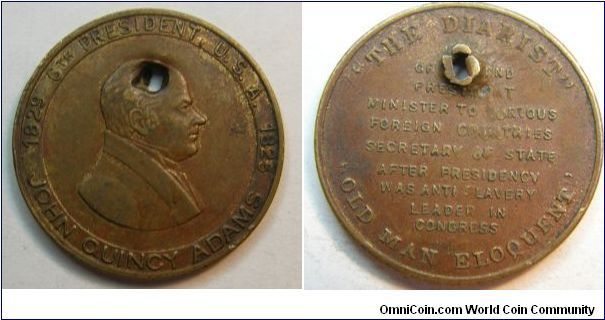 1829 6TH PRESIDENT, U.S.A. 1825
JOHN QUINCY ADAMS
"THE DIARIST"
PRESIDENT
MINISTER TO VARIOUS
FOREIGN COUNTRIES
SECRETARY OF STATE
AFTER PRESIDENCY
WAS ANTI SLAVERY
LEADER IN
CONGRESS
"OLD MAN ELOQUENT"
OmniCoin.com World Coin Community